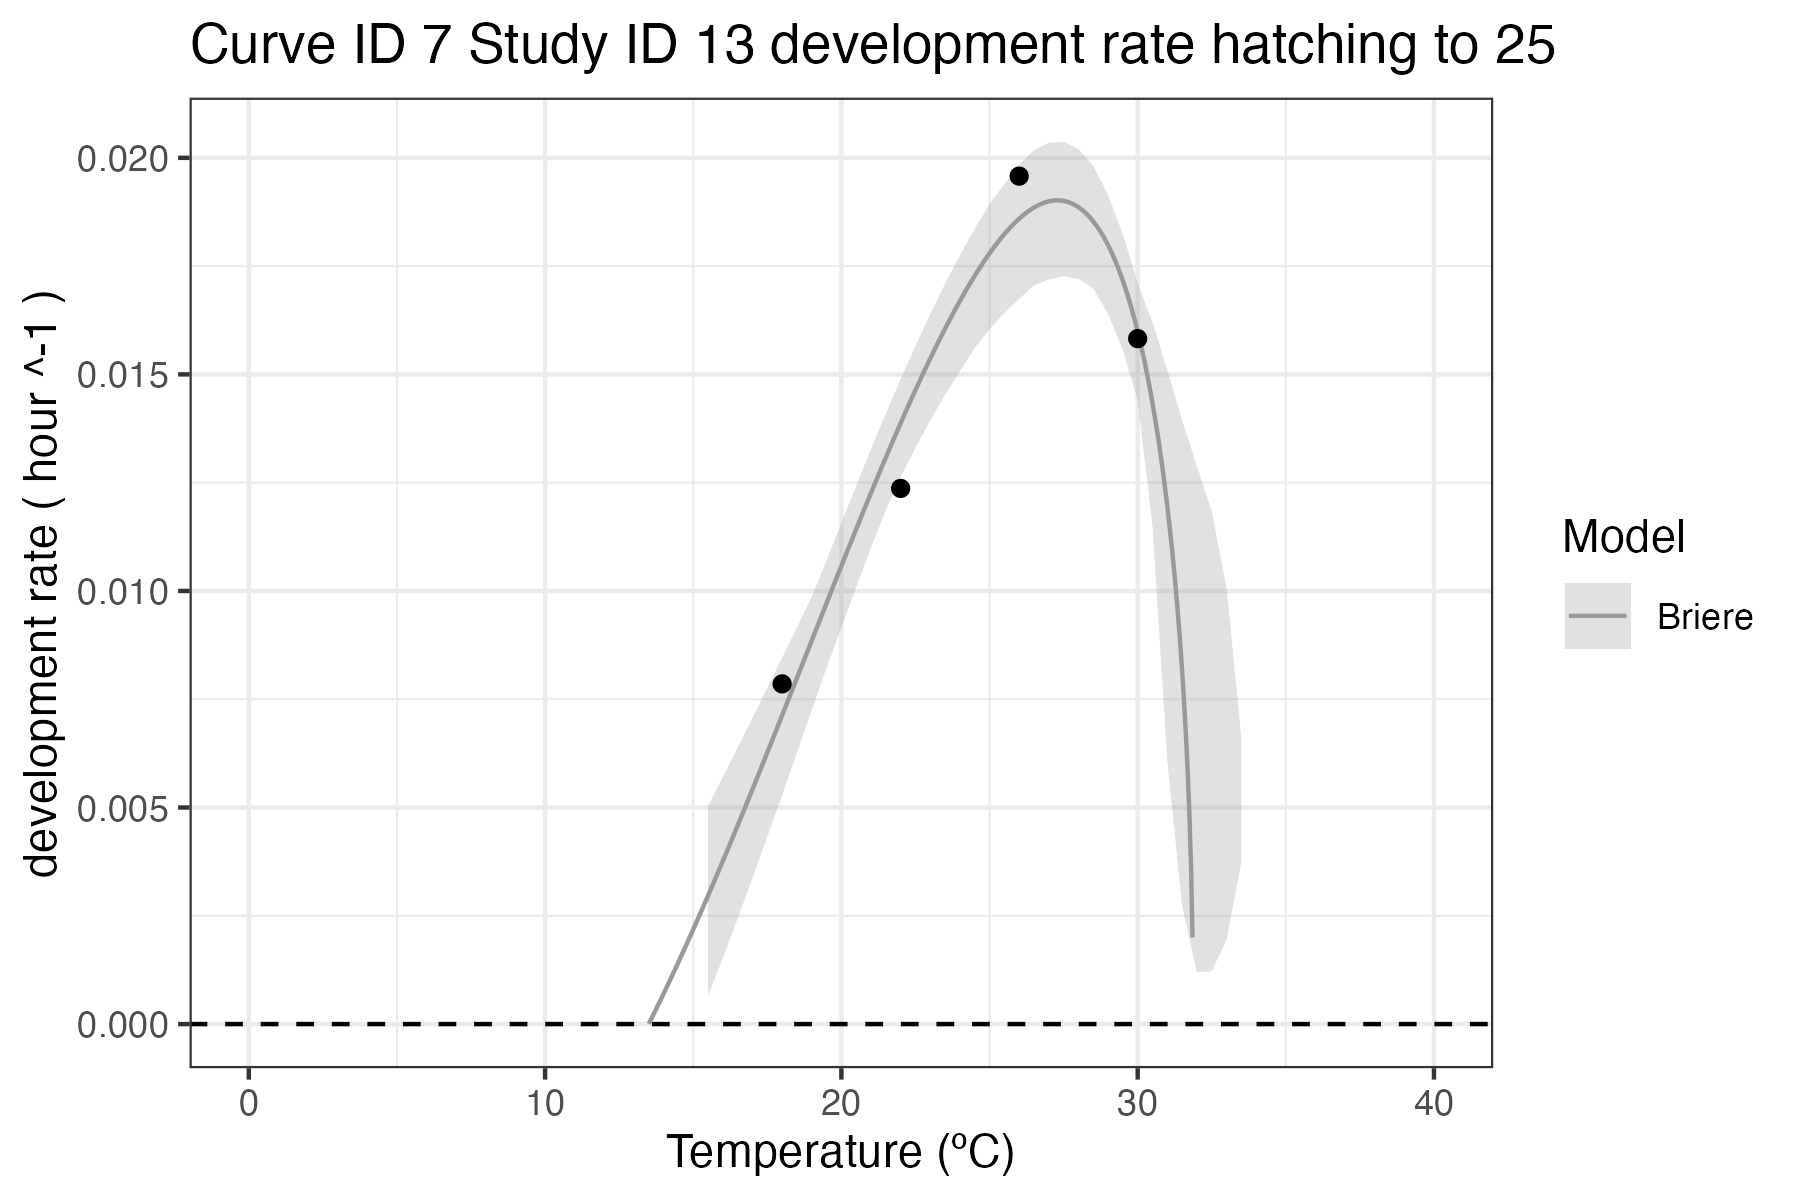 Curve ID 7 Study ID 13 development rate hatching to 25
development rate ( hour ^-1 )
0.020
0.015
0.010
0.005
0.000
0 10 20 30 40
Temperature (ºC)
Model
Briere